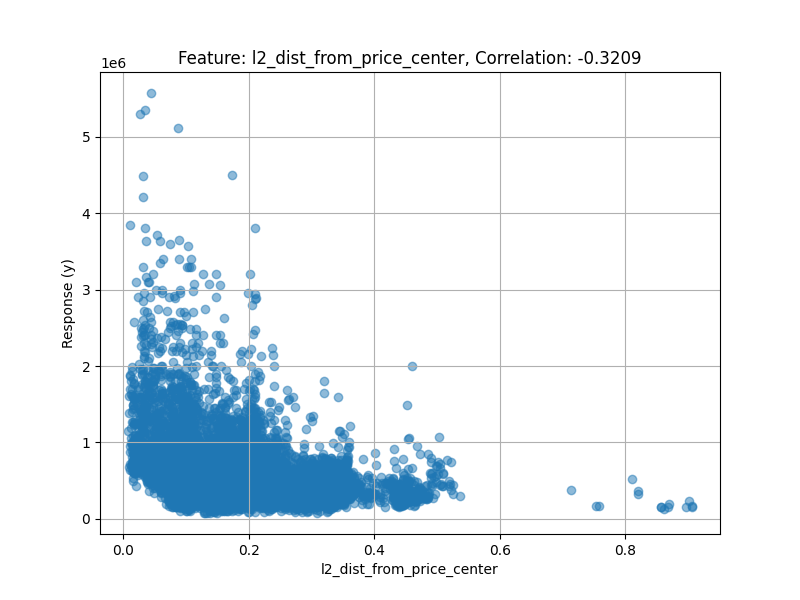 Feature: l2_dist_from_price_center, Correlation: -0.3209
1e6
5
4
3
2
1
0
Response (y)
0.0 0.2 0.4 0.6 0.8
l2_dist_from_price_center